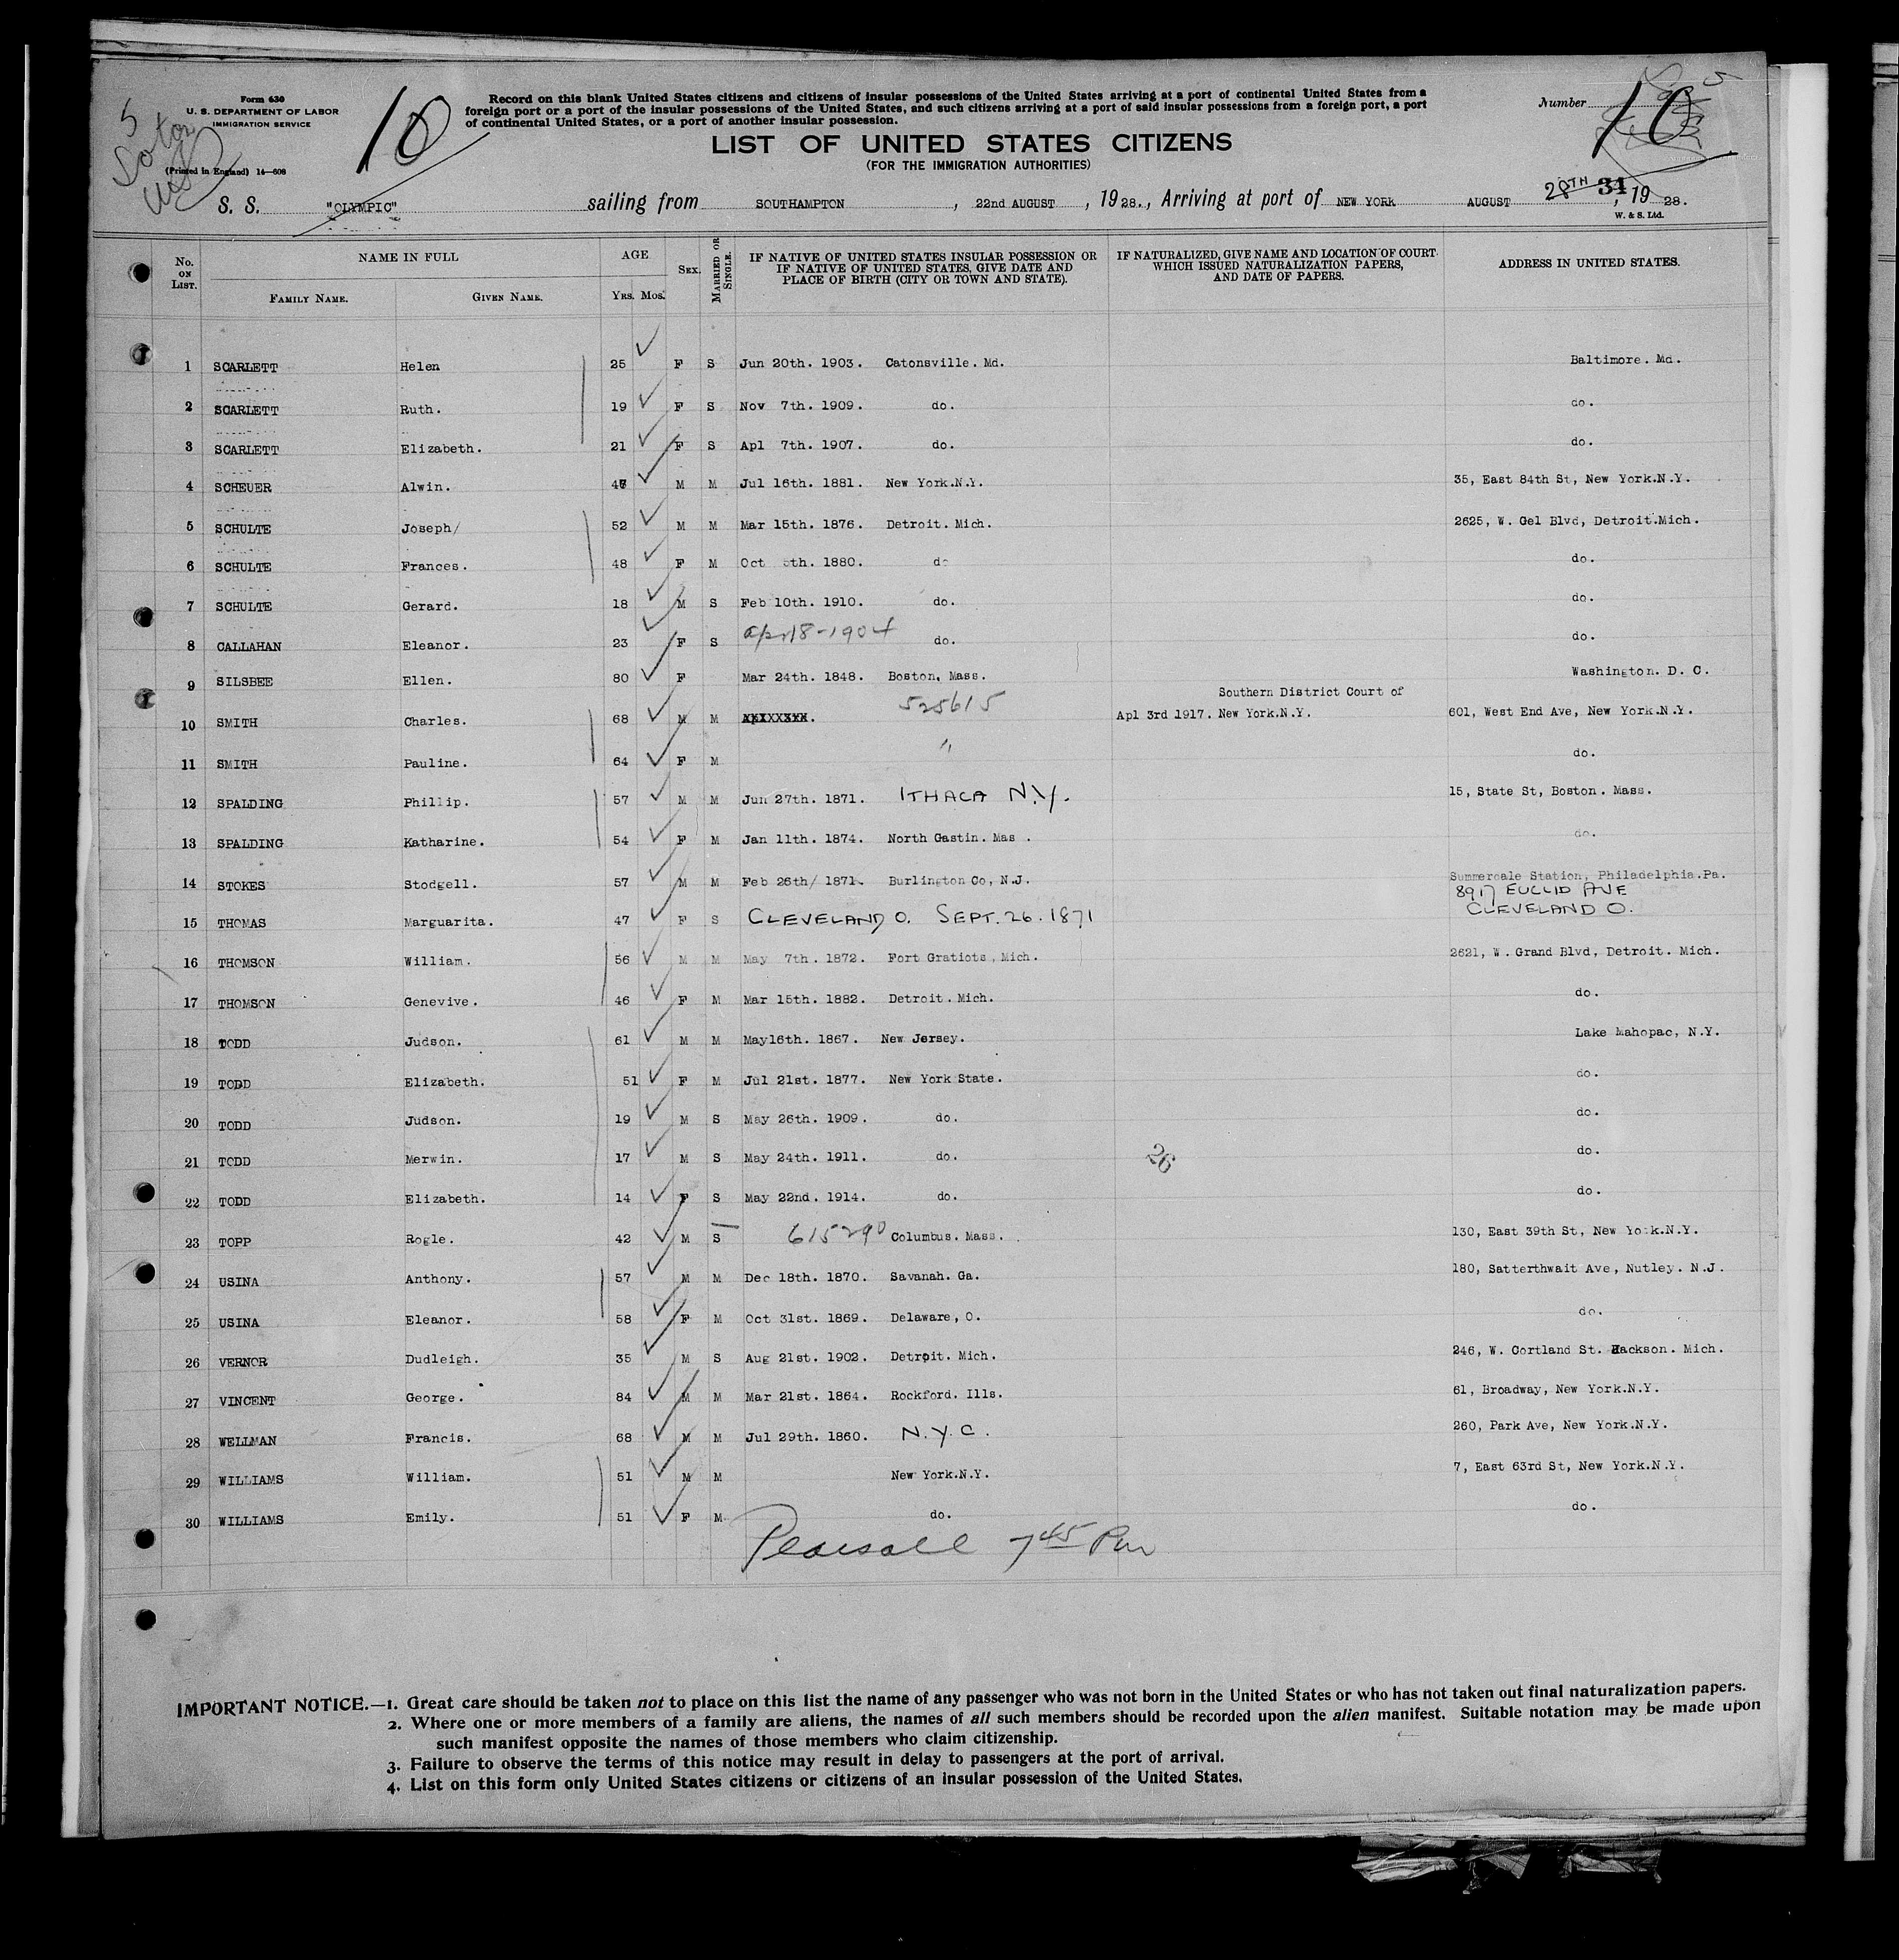 Form 630
U. S. DEPARTMENT OF LABOR
IMMIGRATION SERVICE
(Printed in England) 14—608
5
10
Record on this blank United States citizens and citizens of insular possessions of the United States arriving at a port of continental United States from a
foreign port or a port of the insular possessions of the United States, and such citizens arriving at a port of said insular possessions from a foreign port, a port
of continental United States, or a port of another insular possession.
Number 10
LIST OF UNITED STATES CITIZENS
(FOR THE IMMIGRATION AUTHORITIES)
S. S. "OLYMPIC" sailing from SOUTHAMPTON, 22nd AUGUST, 1928., Arriving at port of NEW YORK AUGUST 28TH 31, 1928.
W. & S. Ltd.
No. ON LIST. NAME IN FULL FAMILY NAME. GIVEN NAME. AGE YRS. MOS. SEX. MARRIED OR SINGLE. IF NATIVE OF UNITED STATES INSULAR POSSESSION OR IF NATIVE OF UNITED STATES, GIVE DATE AND PLACE OF BIRTH (CITY OR TOWN AND STATE). IF NATURALIZED, GIVE NAME AND LOCATION OF COURT WHICH ISSUED NATURALIZATION PAPERS, AND DATE OF PAPERS. ADDRESS IN UNITED STATES.
1 SCARLETT Helen 25 F S Jun 20th. 1903. Catonsville. Md. Baltimore. Md.
2 SCARLETT Ruth. 19 F S Nov 7th. 1909. do. do.
3 SCARLETT Elizabeth. 21 F S Apl 7th. 1907. do. do.
4 SCHEUER Alwin. 47 M M Jul 16th. 1881. New York.N.Y. 35, East 84th St, New York.N.Y.
5 SCHULTE Joseph/ 52 M M Mar 15th. 1876. Detroit. Mich. 2625, W. Gel Blvd, Detroit.Mich.
6 SCHULTE Frances. 48 F M Oct 5th. 1880. do do.
7 SCHULTE Gerard. 18 M S Feb 10th. 1910. do. do.
8 CALLAHAN Eleanor. 23 F S Apr 18-1904 do. do.
9 SILSBEE Ellen. 80 F Mar 24th. 1848. Boston, Mass. Washington. D. C.
10 SMITH Charles. 68 M M 525615 Apl 3rd 1917. Southern District Court of New York.N.Y. 601, West End Ave, New York.N.Y.
11 SMITH Pauline. 64 F M " do.
12 SPALDING Phillip. 57 M M Jun 27th. 1871. ITHACA N.Y. 15, State St, Boston. Mass.
13 SPALDING Katharine. 54 F M Jan 11th. 1874. North Gastin. Mas . do.
14 STOKES Stodgell. 57 M M Feb 26th/ 1871. Burlington Co, N.J. Summerdale Station, Philadelphia.Pa.
15 THOMAS Marguarita. 47 F S CLEVELAND O. SEPT. 26. 1871 8917 EUCLID AVE CLEVELAND O.
16 THOMSON William. 56 M M May 7th. 1872. Fort Gratiots, Mich. 2621, W. Grand Blvd, Detroit. Mich.
17 THOMSON Genevive. 46 F M Mar 15th. 1882. Detroit. Mich. do.
18 TODD Judson. 61 M M May16th. 1867. New Jersey. Lake Mahopac, N.Y.
19 TODD Elizabeth. 51 F M Jul 21st. 1877. New York State. do.
20 TODD Judson. 19 M S May 26th. 1909. do. do.
21 TODD Merwin. 17 M S May 24th. 1911. do. 26 do.
22 TODD Elizabeth. 14 F S May 22nd. 1914. do. do.
23 TOPP Rogle. 42 M S 615290 Columbus. Mass. 130, East 39th St, New York.N.Y.
24 USINA Anthony. 57 M M Dec 18th. 1870. Savanah. Ga. 180, Satterthwait Ave, Nutley. N.J.
25 USINA Eleanor. 58 F M Oct 31st. 1869. Delaware, O. do.
26 VERNOR Dudleigh. 35 M S Aug 21st. 1902. Detroit. Mich. 246, W. Cortland St. Jackson. Mich.
27 VINCENT George. 84 M M Mar 21st. 1864. Rockford. Ills. 61, Broadway, New York.N.Y.
28 WELLMAN Francis. 68 M M Jul 29th. 1860. N.Y.C. 260, Park Ave, New York.N.Y.
29 WILLIAMS William. 51 M M New York.N.Y. 7, East 63rd St, New York.N.Y.
30 WILLIAMS Emily. 51 F M do. do.
Pearsall 7 45 Pm
IMPORTANT NOTICE.—1. Great care should be taken not to place on this list the name of any passenger who was not born in the United States or who has not taken out final naturalization papers.
2. Where one or more members of a family are aliens, the names of all such members should be recorded upon the alien manifest. Suitable notation may be made upon
such manifest opposite the names of those members who claim citizenship.
3. Failure to observe the terms of this notice may result in delay to passengers at the port of arrival.
4. List on this form only United States citizens or citizens of an insular possession of the United States.